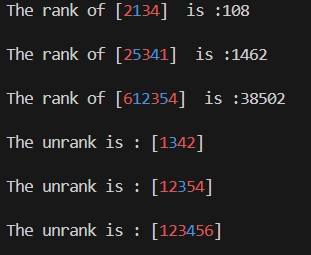 The rank of [2134]  is :108
The rank of [25341]  is :1462
The rank of [612354]  is :38502
The unrank is : [1342]
The unrank is : [12354]
The unrank is : [123456]